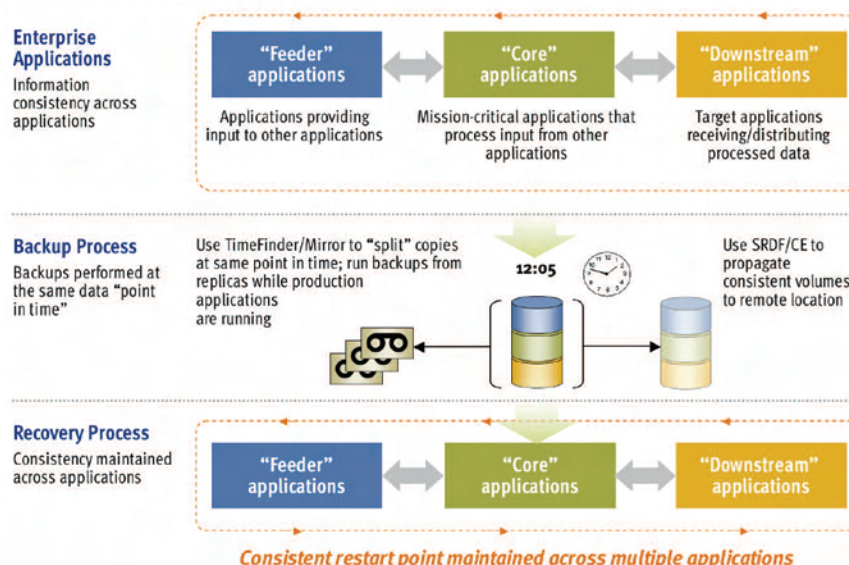 Enterprise
Applications
Information
consistency across
applications
“Feeder”
applications
“Core”
applications
“Downstream”
applications
Applications providing
input to other applications
Mission-critical applications that
process input from other
applications
Target applications
receiving/distributing
processed data
Backup Process
Backups performed at
the same data “point
in time”
Use TimeFinder/Mirror to “split” copies
at same point in time; run backups from
replicas while production
applications
are running
12:05
Use SRDF/CE to
propagate
consistent volumes
to remote location
Recovery Process
Consistency maintained
across applications
“Feeder”
applications
“Core”
applications
“Downstream”
applications
Consistent restart point maintained across multiple applications